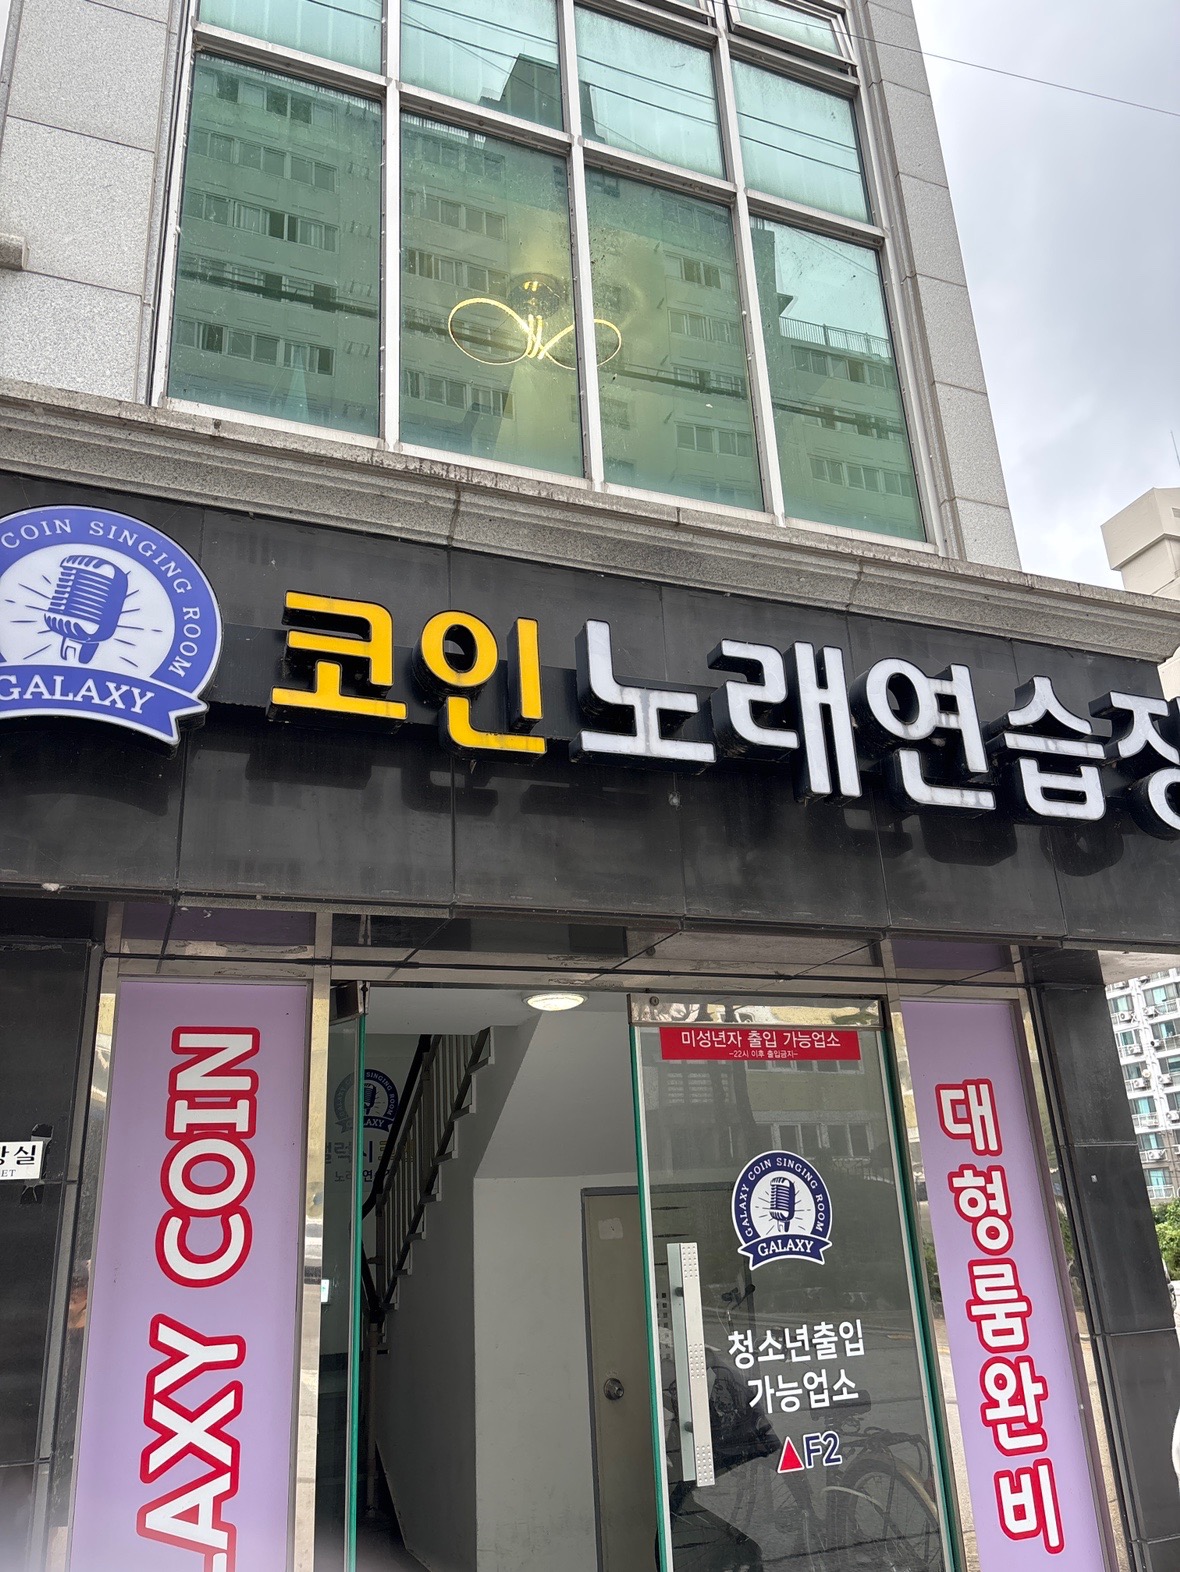 COIN SINGING ROOM
GALAXY
코인노래연습장
미성년자 출입 가능업소
-22시 이후 출입금지-
LAXY COIN
GALAXY COIN SINGING ROOM
GALAXY
청소년출입
가능업소
▲F2
대형룸완비